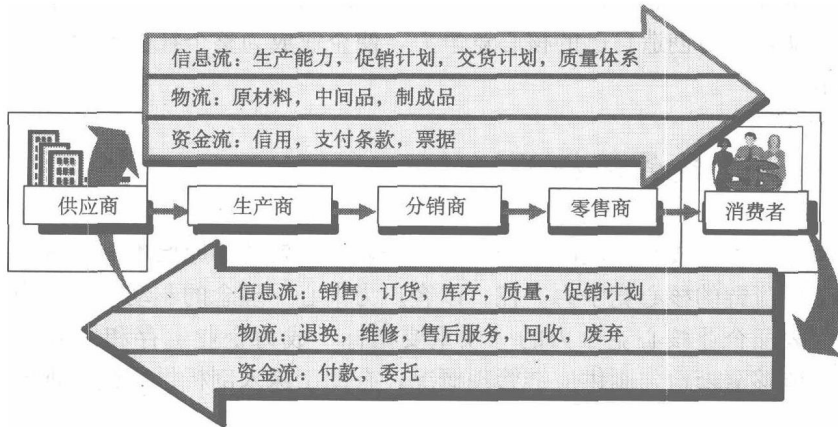 信息流：生产能力，促销计划，交货计划，质量体系
物流：原材料，中间品，制成品
资金流：信用，支付条款，票据
供应商 生产商 分销商 零售商 消费者
信息流：销售，订货，库存，质量，促销计划
物流：退换，维修，售后服务，回收，废弃
资金流：付款，委托